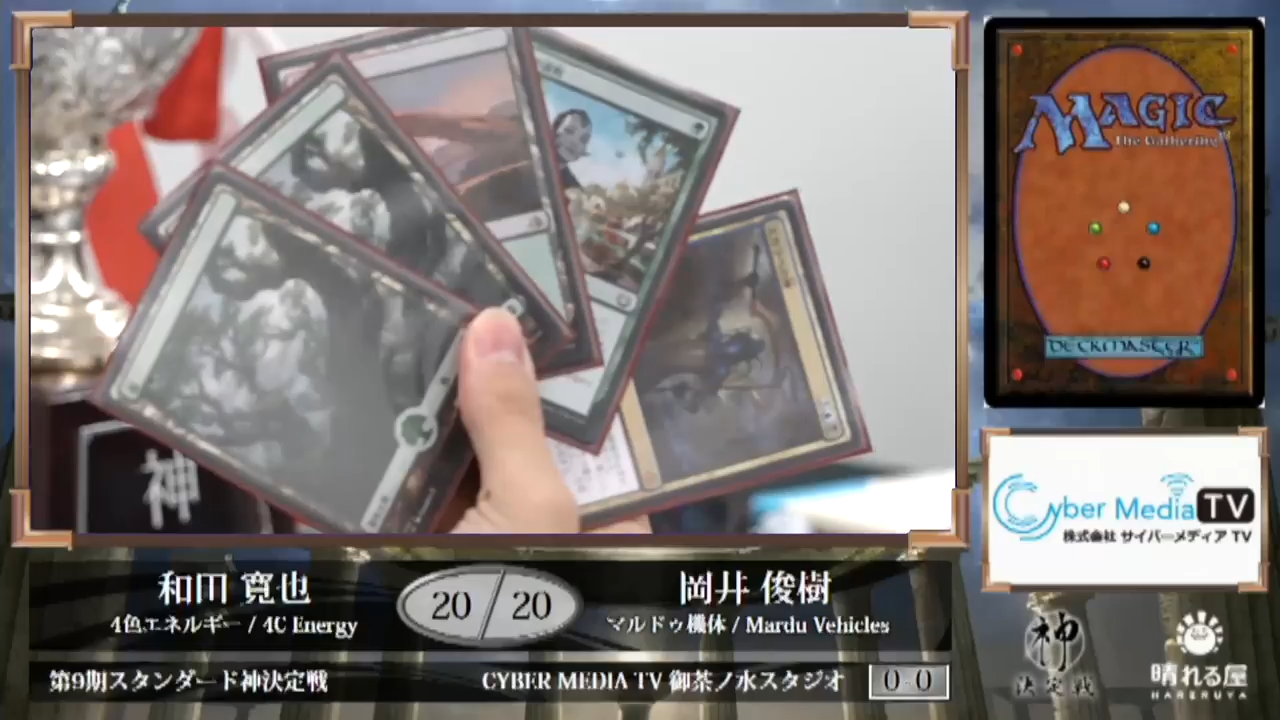 MAGIC
The Gathering
DECKMASTER
神
Cyber Media TV
株式会社 サイバーメディア TV
和田 寛也
20 / 20
岡井 俊樹
4色エネルギー / 4C Energy
マルドゥ機体 / Mardu Vehicles
第9期スタンダード神決定戦
CYBER MEDIA TV 御茶ノ水スタジオ
0-0
神
決定戦
晴れる屋
HARERUYA